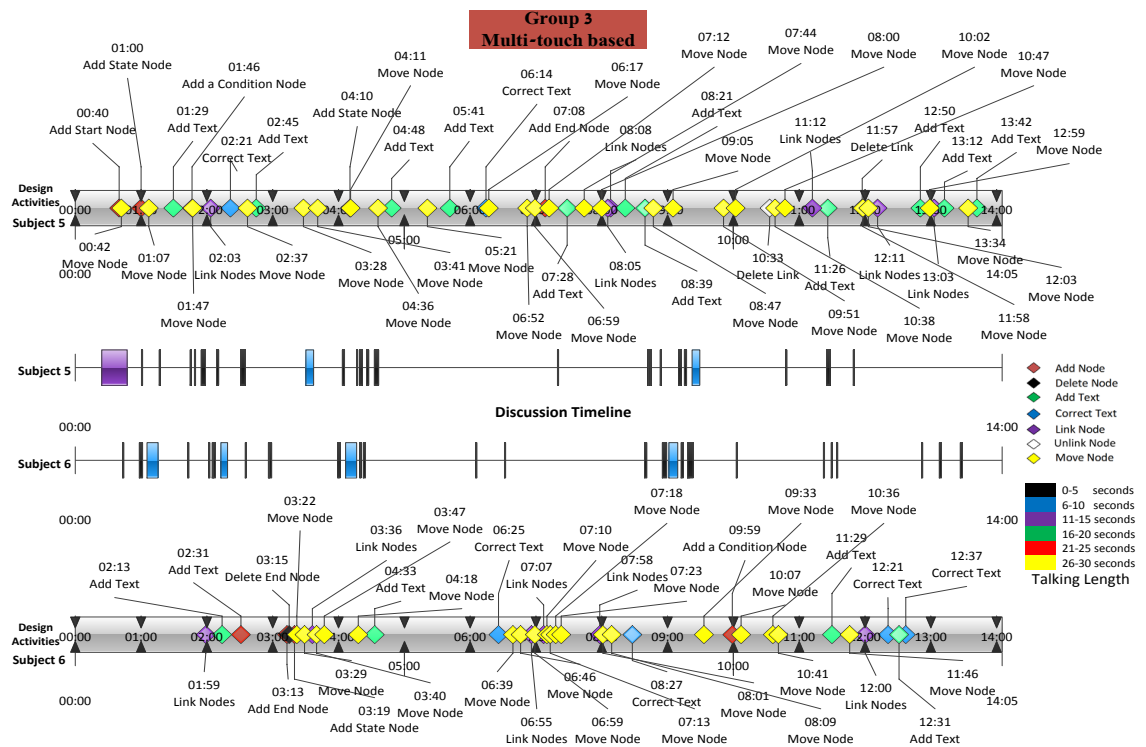 Group 3
Multi-touch based
01:00
Add State Node
01:46
Add a Condition Node
04:11
Move Node
06:14
Correct Text
06:17
Move Node
07:12
Move Node
07:44
Move Node
08:00
Move Node
10:02
Move Node
10:47
Move Node
00:40
Add Start Node
01:29
Add Text
02:21
Correct Text
02:45
Add Text
04:10
Add State Node
04:48
Add Text
05:41
Add Text
07:08
Add End Node
08:08
Link Nodes
08:21
Add Text
09:05
Move Node
11:12
Link Nodes
11:57
Delete Link
12:50
Add Text
13:12
Add Text
13:42
Add Text
12:59
Move Node
Design
Activities
Subject 5
00:00
01:00
02:00
03:00
04:00
05:00
06:00
10:00
11:00
13:00
14:00
00:42
Move Node
00:00
01:07
Move Node
01:47
Move Node
02:03
Link Nodes
02:37
Move Node
03:28
Move Node
03:41
Move Node
04:36
Move Node
05:21
Move Node
06:52
Move Node
07:28
Add Text
06:59
Move Node
08:05
Link Nodes
08:39
Add Text
08:47
Move Node
10:33
Delete Link
11:26
Add Text
09:51
Move Node
12:11
Link Nodes
10:38
Move Node
13:03
Link Nodes
11:58
Move Node
13:34
Move Node
14:05
12:03
Move Node
Subject 5
Discussion Timeline
00:00
14:00
Subject 6
00:00
14:00
Add Node
Delete Node
Add Text
Correct Text
Link Node
Unlink Node
Move Node
0-5 seconds
6-10 seconds
11-15 seconds
16-20 seconds
21-25 seconds
26-30 seconds
Talking Length
02:13
Add Text
02:31
Add Text
03:15
Delete End Node
03:22
Move Node
03:36
Link Nodes
03:47
Move Node
04:33
Add Text
04:18
Move Node
06:25
Correct Text
07:07
Link Nodes
07:10
Move Node
07:18
Move Node
07:58
Link Nodes
07:23
Move Node
09:33
Move Node
09:59
Add a Condition Node
10:07
Move Node
10:36
Move Node
11:29
Add Text
12:21
Correct Text
12:37
Correct Text
Design
Activities
Subject 6
00:00
01:00
02:00
03:00
04:00
05:00
06:00
09:00
10:00
11:00
12:00
13:00
14:00
00:00
01:59
Link Nodes
03:13
Add End Node
03:19
Add State Node
03:29
Move Node
03:40
Move Node
06:39
Move Node
06:55
Link Nodes
06:46
Move Node
06:59
Move Node
08:27
Correct Text
07:13
Move Node
08:01
Move Node
10:41
Move Node
08:09
Move Node
12:00
Link Nodes
12:31
Add Text
11:46
Move Node
14:05